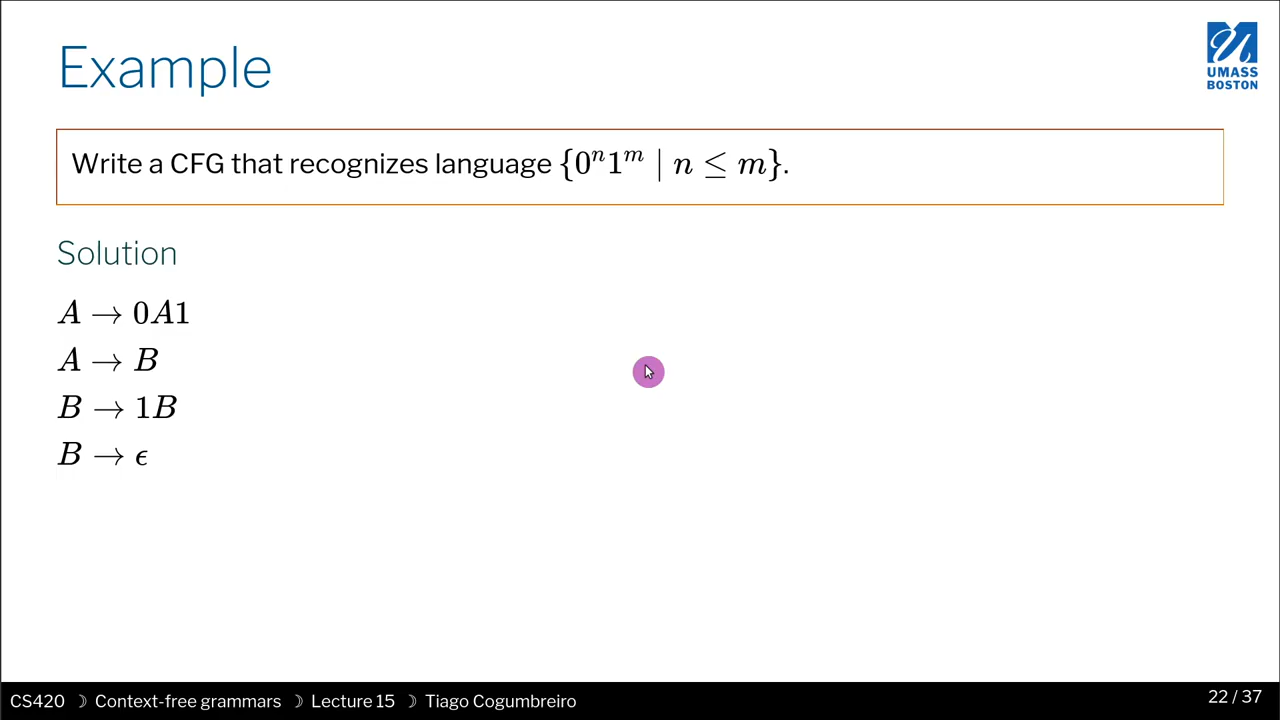 Example
UMASS
BOSTON
Write a CFG that recognizes language {0ⁿ1ᵐ | n ≤ m}.
Solution
A → 0A1
A → B
B → 1B
B → ϵ
CS420 ☽ Context-free grammars ☽ Lecture 15 ☽ Tiago Cogumbreiro
22 / 37